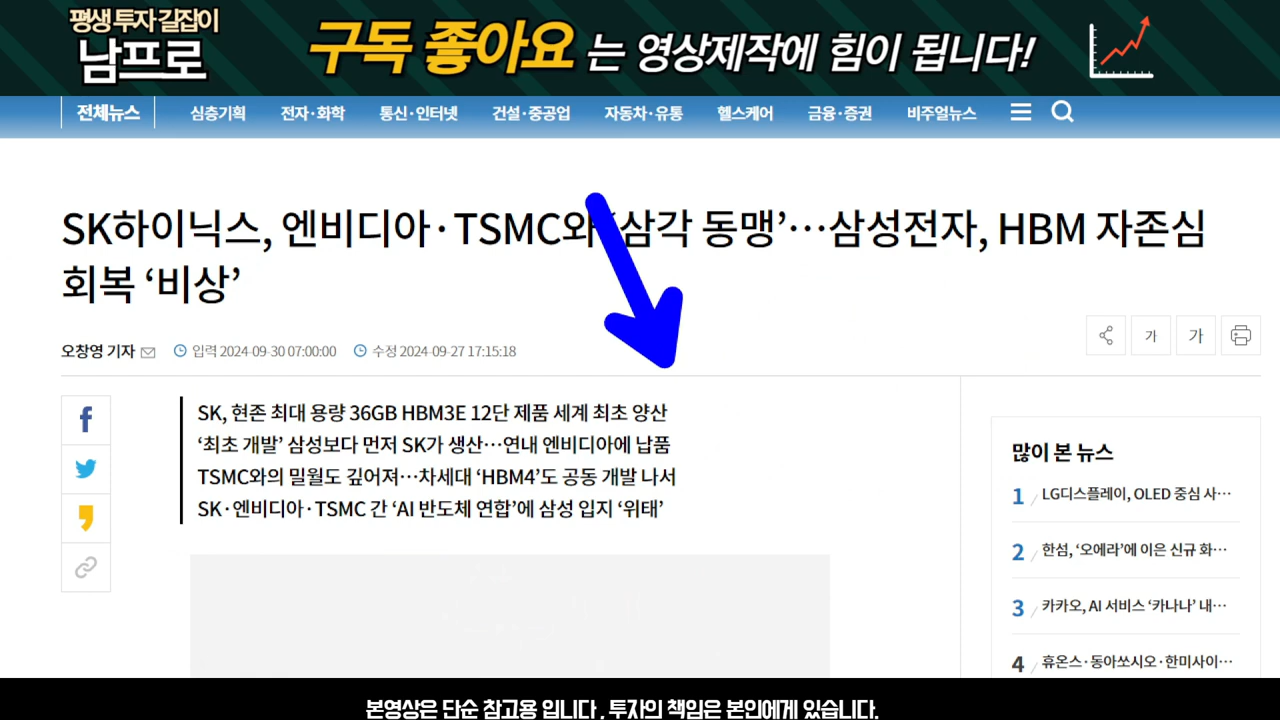 평생 투자 길잡이
남프로
구독 좋아요 는 영상제작에 힘이 됩니다!
전체뉴스 심층기획 전자·화학 통신·인터넷 건설·중공업 자동차·유통 헬스케어 금융·증권 비주얼뉴스
SK하이닉스, 엔비디아·TSMC와 ‘삼각 동맹’…삼성전자, HBM 자존심
회복 ‘비상’
오창영 기자 입력 2024-09-30 07:00:00 수정 2024-09-27 17:15:18
가 가
SK, 현존 최대 용량 36GB HBM3E 12단 제품 세계 최초 양산
‘최초 개발’ 삼성보다 먼저 SK가 생산…연내 엔비디아에 납품
TSMC와의 밀월도 깊어져…차세대 ‘HBM4’도 공동 개발 나서
SK·엔비디아·TSMC 간 ‘AI 반도체 연합’에 삼성 입지 ‘위태’
많이 본 뉴스
1 LG디스플레이, OLED 중심 사…
2 한섬, ‘오에라’에 이은 신규 화…
3 카카오, AI 서비스 ‘카나나’ 내…
4 휴온스·동아쏘시오·한미사이…
본영상은 단순 참고용 입니다 , 투자의 책임은 본인에게 있습니다.